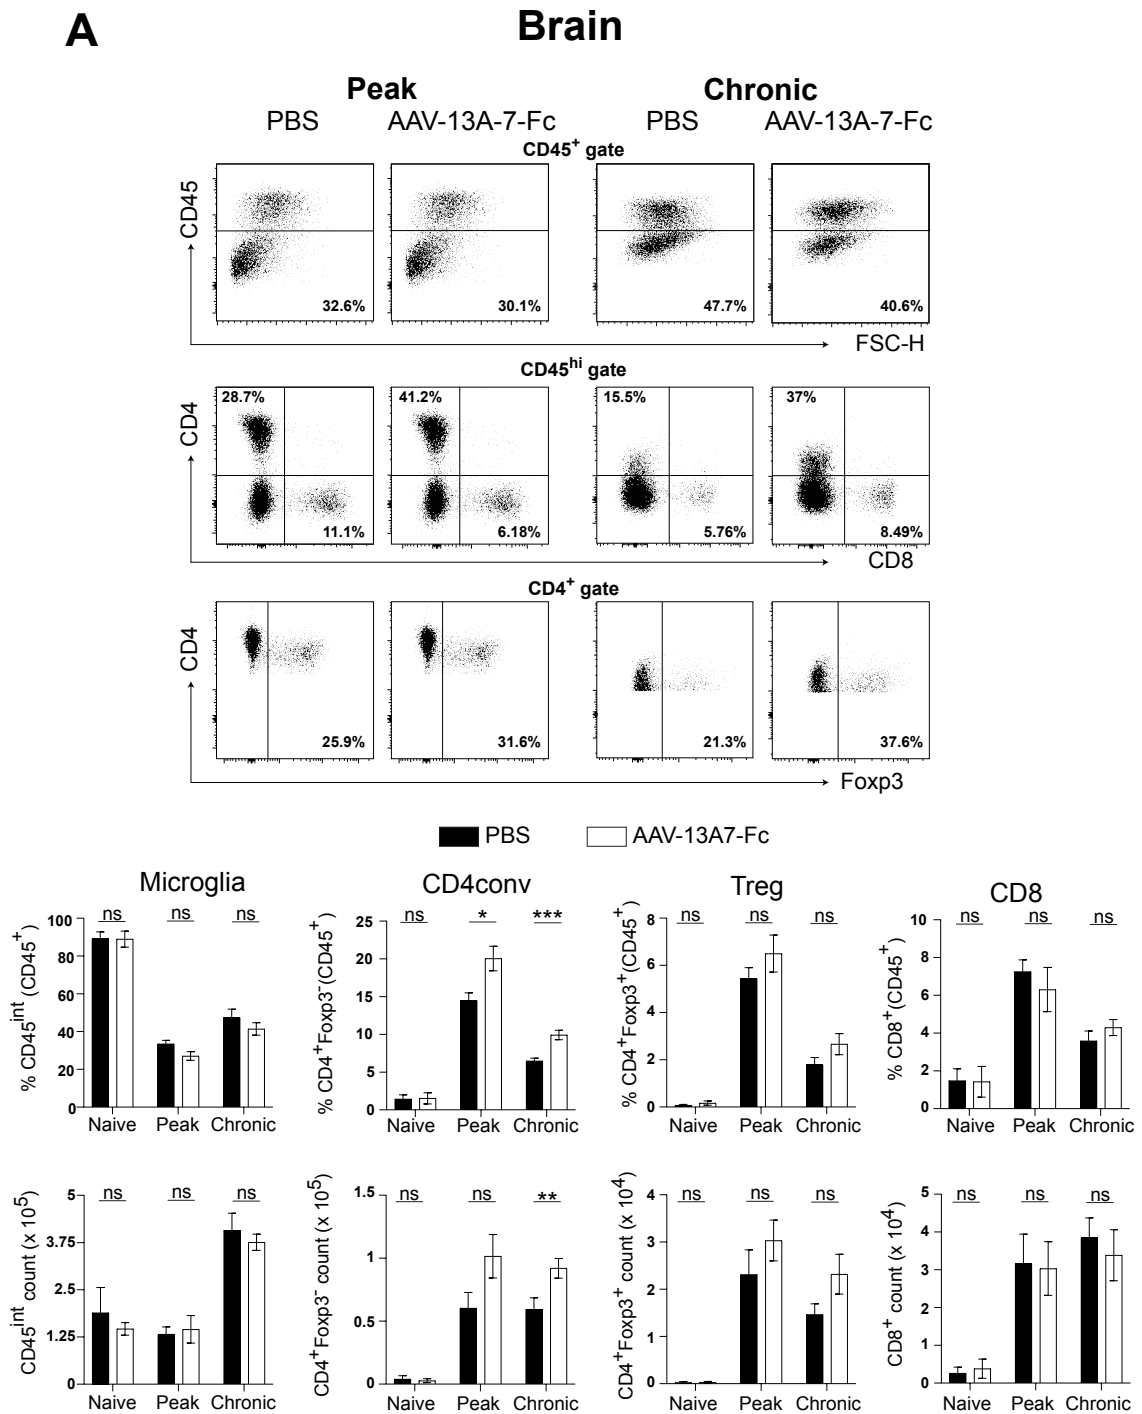 A
Brain
Peak Chronic
PBS AAV-13A-7-Fc PBS AAV-13A-7-Fc
CD45⁺ gate
CD45
32.6% 30.1% 47.7% 40.6%
FSC-H
CD45ʰⁱ gate
CD4
28.7% 41.2% 15.5% 37%
11.1% 6.18% 5.76% 8.49%
CD8
CD4⁺ gate
CD4
25.9% 31.6% 21.3% 37.6%
Foxp3
PBS AAV-13A7-Fc
Microglia
% CD45ⁱⁿᵗ (CD45⁺)
100
80
60
40
20
0
ns ns ns
Naive Peak Chronic
CD4conv
% CD4⁺Foxp3⁻(CD45⁺)
25
20
15
10
5
0
ns * ***
Naive Peak Chronic
Treg
% CD4⁺Foxp3⁺(CD45⁺)
8
6
4
2
0
ns ns ns
Naive Peak Chronic
CD8
% CD8⁺(CD45⁺)
10
8
6
4
2
0
ns ns ns
Naive Peak Chronic
CD45ⁱⁿᵗ count (x 10⁵)
5
3.75
2.5
1.25
0
ns ns ns
Naive Peak Chronic
CD4⁺Foxp3⁻ count (x 10⁵)
1.5
1
0.5
0
ns ns **
Naive Peak Chronic
CD4⁺Foxp3⁺ count (x 10⁴)
4
3
2
1
0
ns ns ns
Naive Peak Chronic
CD8⁺ count (x 10⁴)
5
4
3
2
1
0
ns ns ns
Naive Peak Chronic